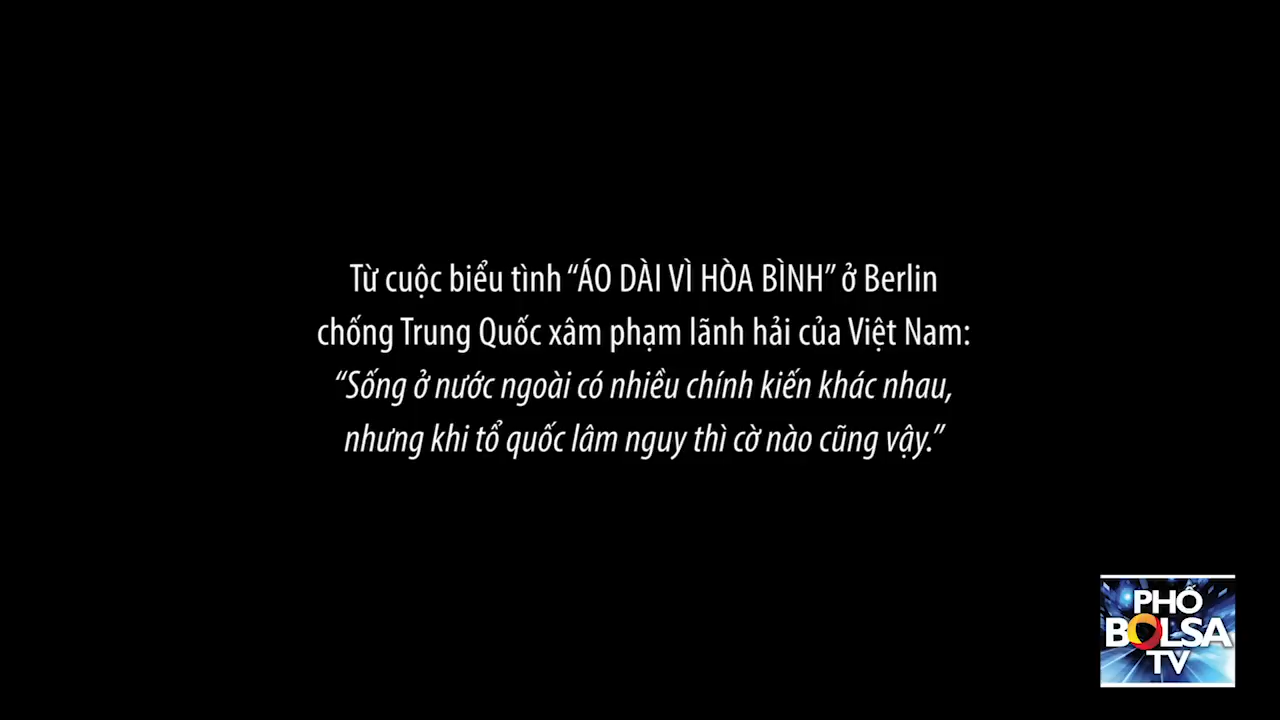 Từ cuộc biểu tình “ÁO DÀI VÌ HÒA BÌNH” ở Berlin
chống Trung Quốc xâm phạm lãnh hải của Việt Nam:
“Sống ở nước ngoài có nhiều chính kiến khác nhau,
nhưng khi tổ quốc lâm nguy thì cờ nào cũng vậy.”
PHỐ
BOLSA
TV